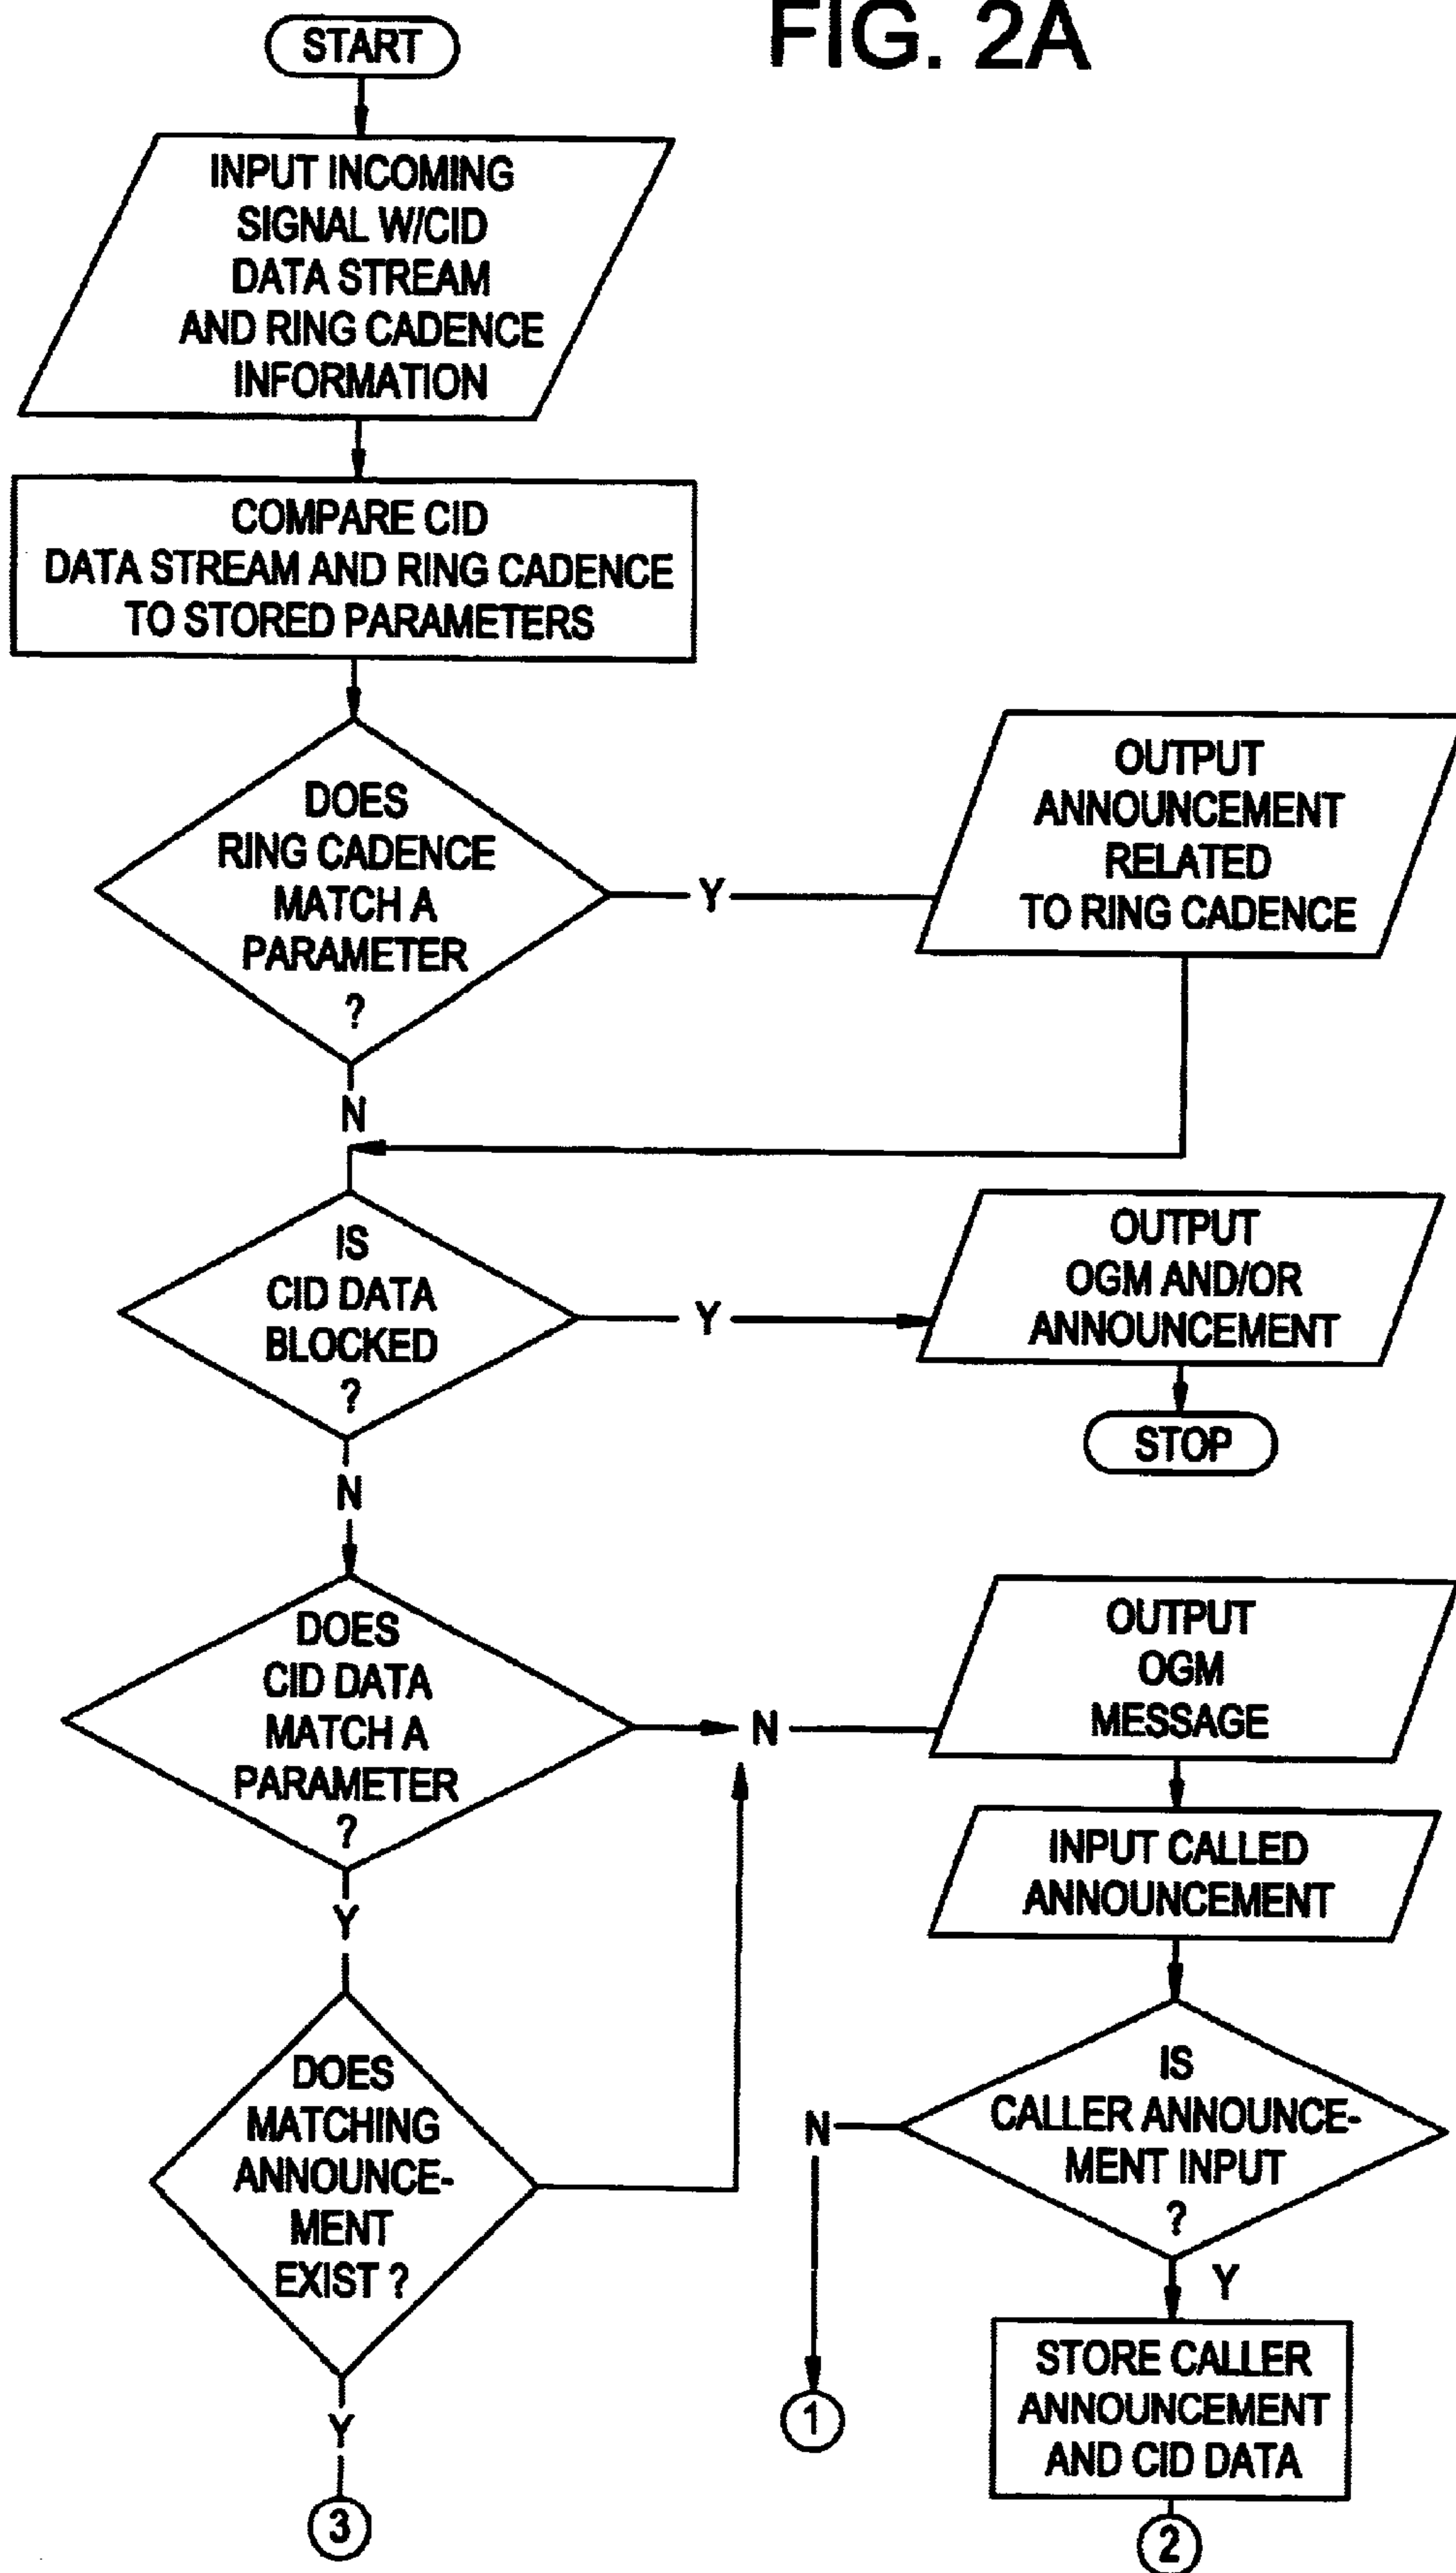 FIG. 2A
START
INPUT INCOMING
SIGNAL W/CID
DATA STREAM
AND RING CADENCE
INFORMATION
COMPARE CID
DATA STREAM AND RING CADENCE
TO STORED PARAMETERS
DOES
RING CADENCE
MATCH A
PARAMETER
?
Y
OUTPUT
ANNOUNCEMENT
RELATED
TO RING CADENCE
N
IS
CID DATA
BLOCKED
?
Y
OUTPUT
OGM AND/OR
ANNOUNCEMENT
STOP
N
DOES
CID DATA
MATCH A
PARAMETER
?
N
OUTPUT
OGM
MESSAGE
INPUT CALLED
ANNOUNCEMENT
Y
DOES
MATCHING
ANNOUNCE-
MENT
EXIST ?
IS
CALLER ANNOUNCE-
MENT INPUT
?
N
Y
STORE CALLER
ANNOUNCEMENT
AND CID DATA
Y
1
3
2